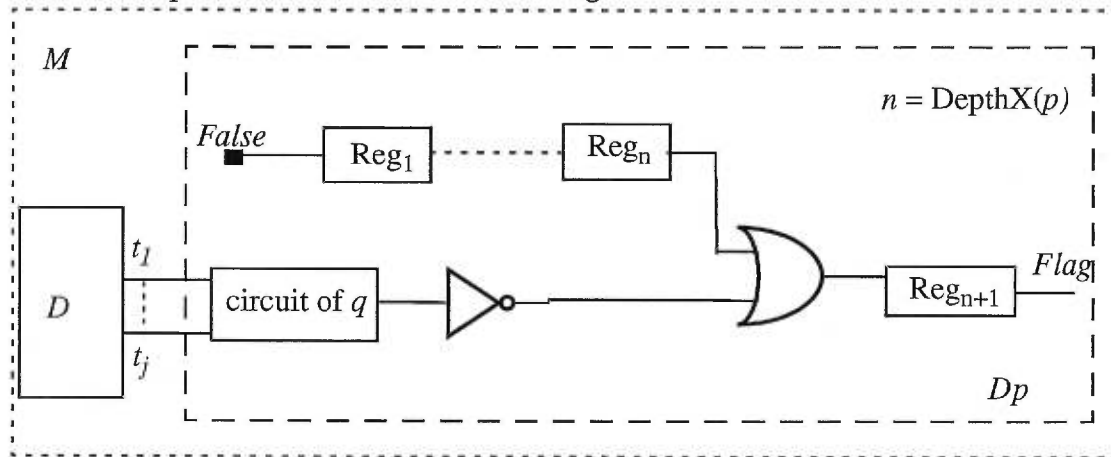 M
n = DepthX(p)
False
Reg1
Regn
t1
D
circuit of q
Flag
Regn+1
tj
Dp